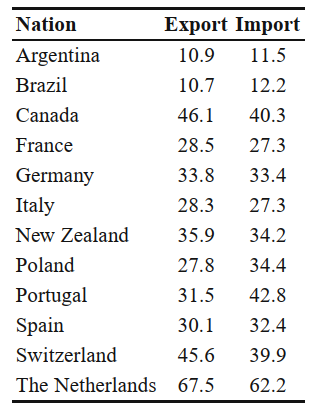 Nation Export Import
Argentina 10.9 11.5
Brazil 10.7 12.2
Canada 46.1 40.3
France 28.5 27.3
Germany 33.8 33.4
Italy 28.3 27.3
New Zealand 35.9 34.2
Poland 27.8 34.4
Portugal 31.5 42.8
Spain 30.1 32.4
Switzerland 45.6 39.9
The Netherlands 67.5 62.2